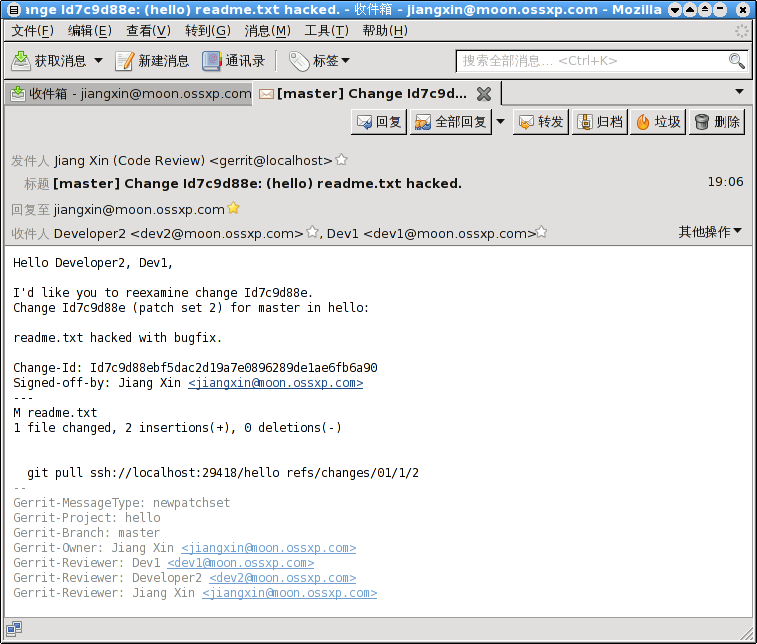 ange Id7c9d88e: (hello) readme.txt hacked. - 收件箱 - jiangxin@moon.ossxp.com - Mozilla
文件(F) 编辑(E) 查看(V) 转到(G) 消息(M) 工具(T) 帮助(H)
获取消息 新建消息 通讯录 标签 搜索全部消息... <Ctrl+K>
收件箱 - jiangxin@moon.ossxp.com [master] Change Id7c9d...
回复 全部回复 转发 归档 垃圾 删除
发件人 Jiang Xin (Code Review) <gerrit@localhost>
标题 [master] Change Id7c9d88e: (hello) readme.txt hacked. 19:06
回复至 jiangxin@moon.ossxp.com
收件人 Developer2 <dev2@moon.ossxp.com>, Dev1 <dev1@moon.ossxp.com> 其他操作
Hello Developer2, Dev1,
I'd like you to reexamine change Id7c9d88e.
Change Id7c9d88e (patch set 2) for master in hello:
readme.txt hacked with bugfix.
Change-Id: Id7c9d88ebf5dac2d19a7e0896289de1ae6fb6a90
Signed-off-by: Jiang Xin <jiangxin@moon.ossxp.com>
---
M readme.txt
1 file changed, 2 insertions(+), 0 deletions(-)
git pull ssh://localhost:29418/hello refs/changes/01/1/2
--
Gerrit-MessageType: newpatchset
Gerrit-Project: hello
Gerrit-Branch: master
Gerrit-Owner: Jiang Xin <jiangxin@moon.ossxp.com>
Gerrit-Reviewer: Dev1 <dev1@moon.ossxp.com>
Gerrit-Reviewer: Developer2 <dev2@moon.ossxp.com>
Gerrit-Reviewer: Jiang Xin <jiangxin@moon.ossxp.com>